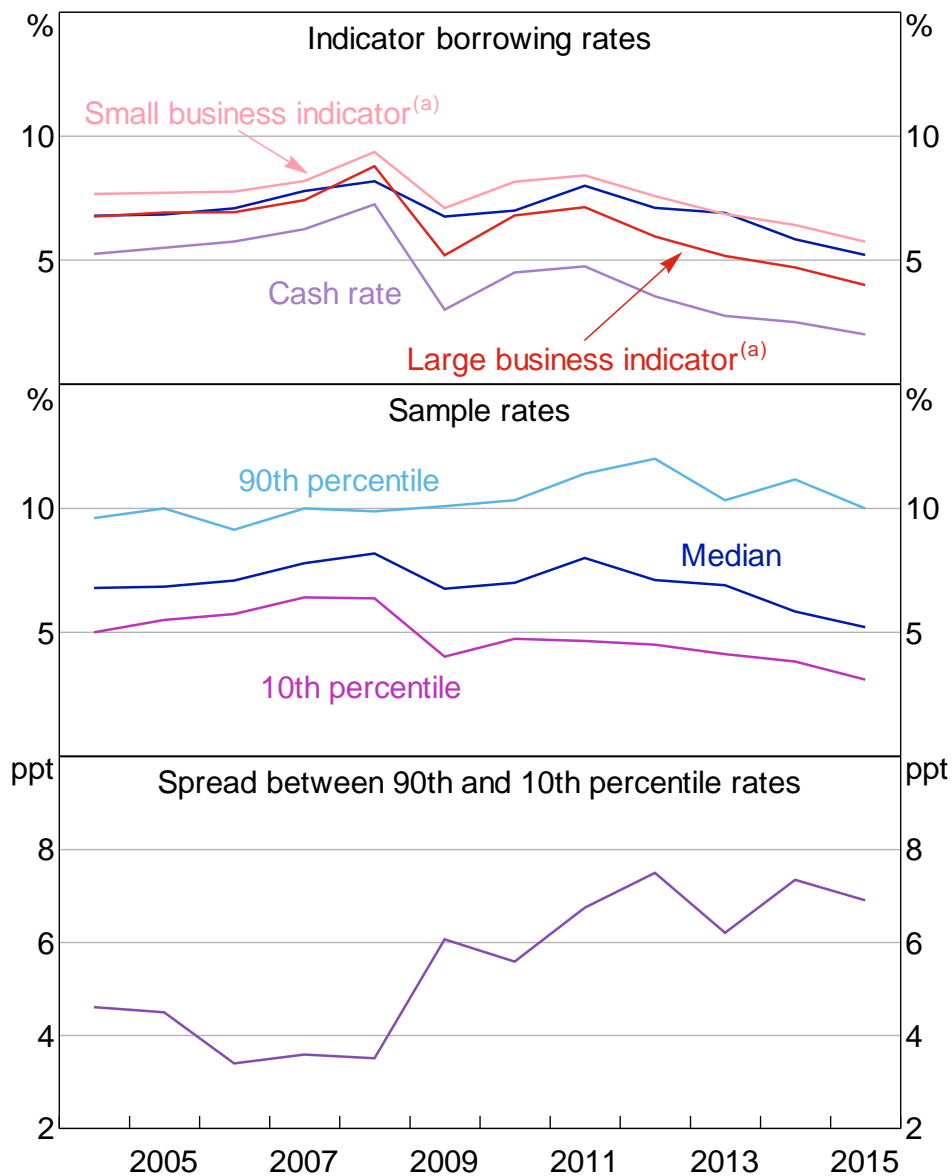 % Indicator borrowing rates %
Small business indicator(a)
10 10
5 5
Cash rate
Large business indicator(a)
% Sample rates %
90th percentile
10 10
Median
5 5
10th percentile
ppt Spread between 90th and 10th percentile rates ppt
8 8
6 6
4 4
2 2
2005 2007 2009 2011 2013 2015